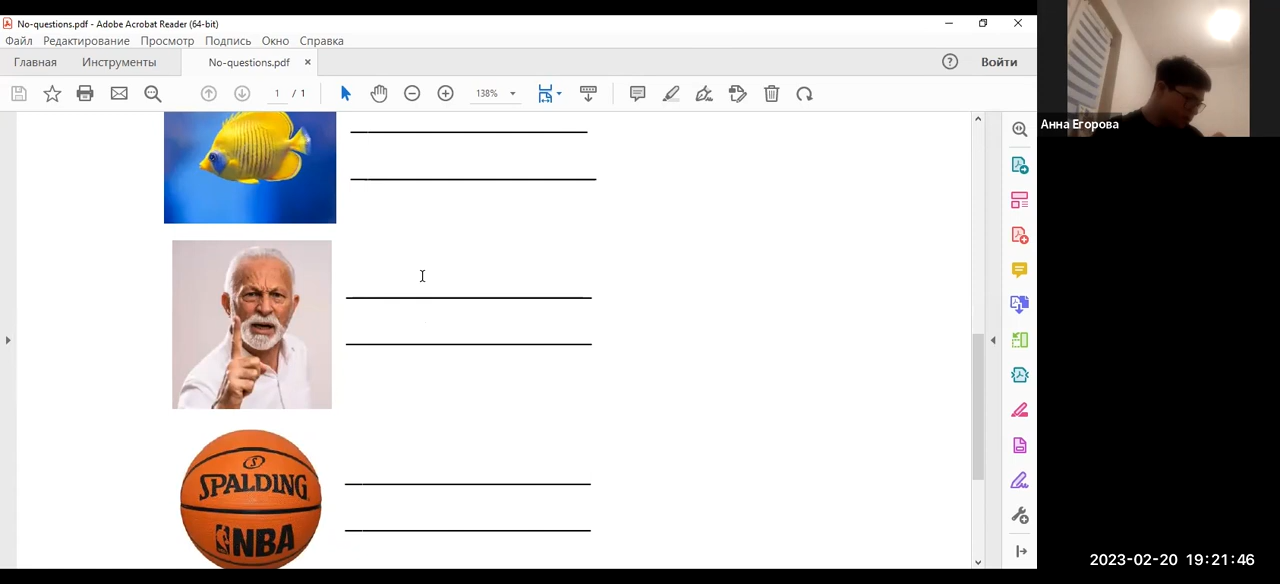 No-questions.pdf - Adobe Acrobat Reader (64-bit)
Файл Редактирование Просмотр Подпись Окно Справка
Главная Инструменты No-questions.pdf × Войти
1 / 1 138%
Анна Егорова
SPALDING
NBA
2023-02-20 19:21:46